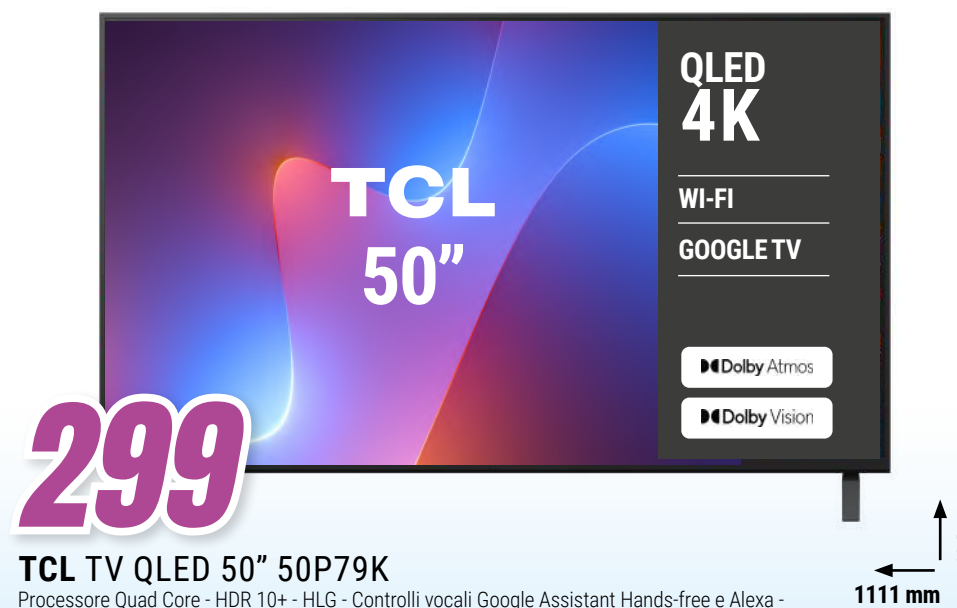 QLED
4K
WI-FI
GOOGLE TV
TCL
50”
Dolby Atmos
Dolby Vision
299
TCL TV QLED 50” 50P79K
Processore Quad Core - HDR 10+ - HLG - Controlli vocali Google Assistant Hands-free e Alexa -
1111 mm